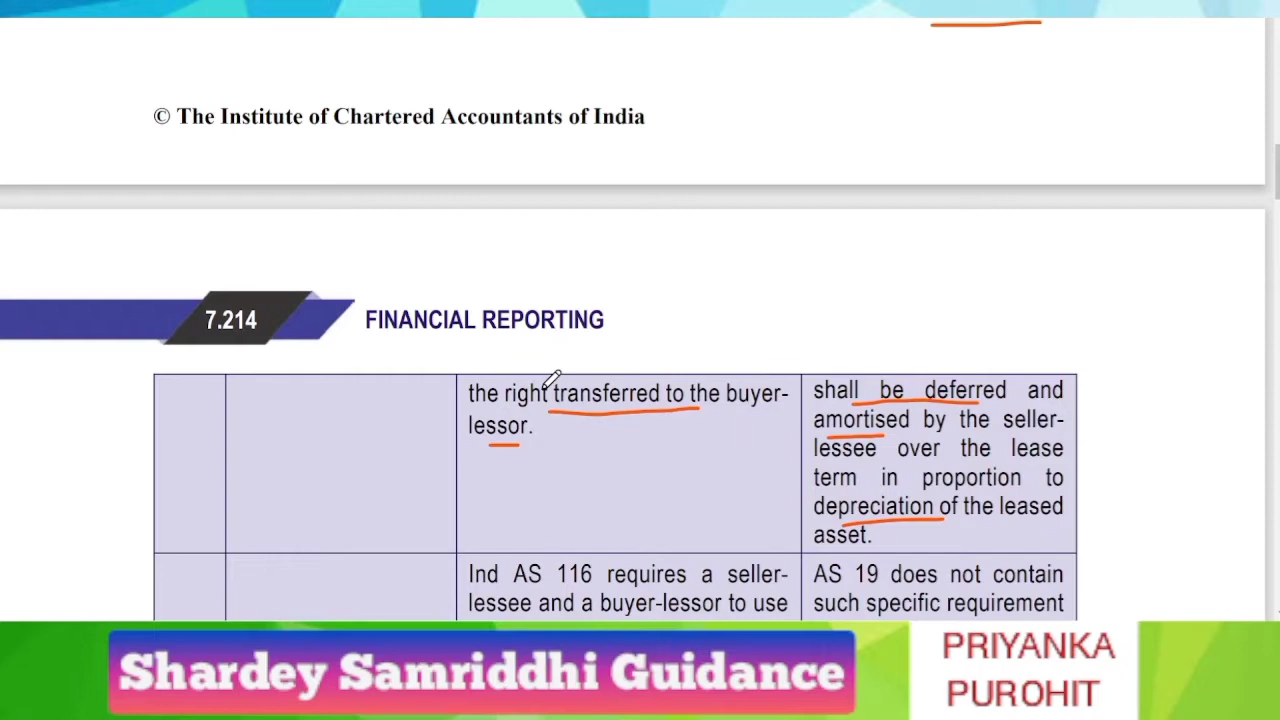 © The Institute of Chartered Accountants of India
7.214
FINANCIAL REPORTING
the right transferred to the buyer-
lessor.
shall be deferred and
amortised by the seller-
lessee over the lease
term in proportion to
depreciation of the leased
asset.
Ind AS 116 requires a seller-
lessee and a buyer-lessor to use
AS 19 does not contain
such specific requirement
Shardey Samriddhi Guidance
PRIYANKA
PUROHIT